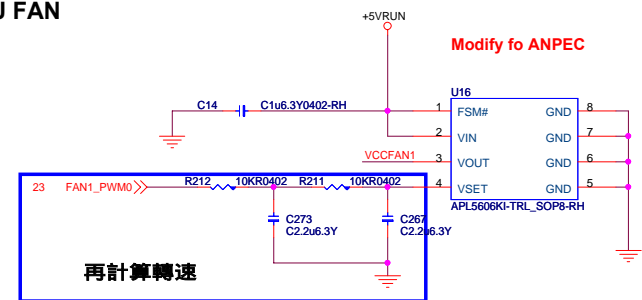 U FAN
+5VRUN
Modify fo ANPEC
U16
C14
C1u6.3Y0402-RH
1 FSM# GND 8
2 VIN GND 7
VCCFAN1
3 VOUT GND 6
4 VSET GND 5
APL5606KI-TRL_SOP8-RH
23 FAN1_PWM0
R212 10KR0402
R211 10KR0402
C273
C2.2u6.3Y
C267
C2.2u6.3Y
再計算轉速